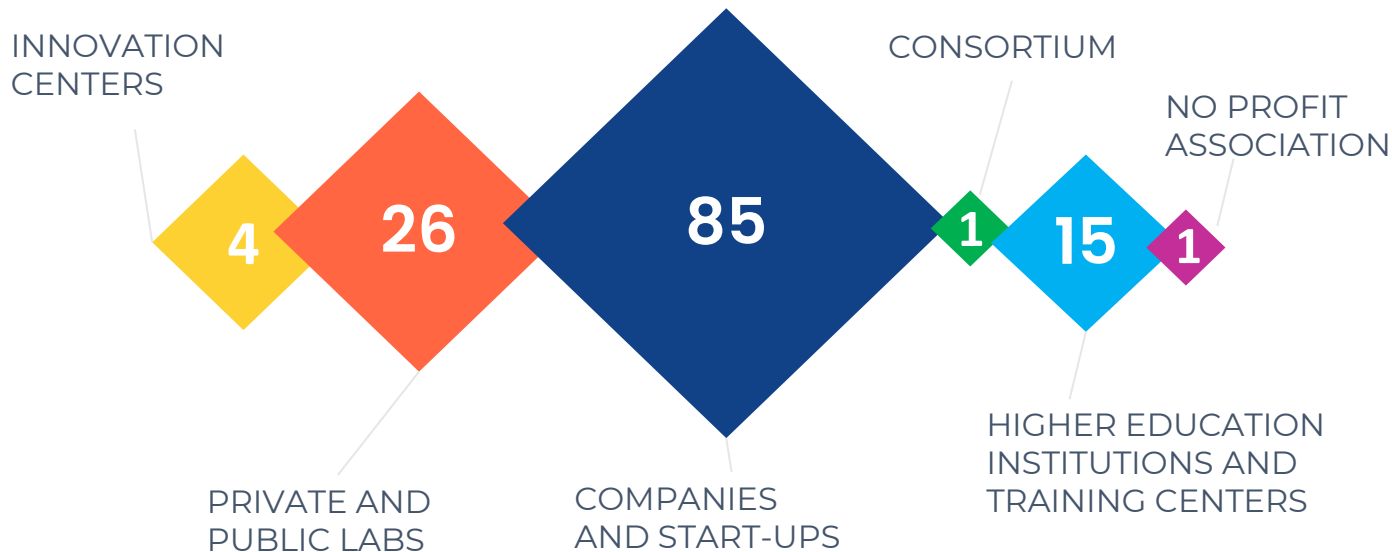 INNOVATION
CENTERS
4
PRIVATE AND
PUBLIC LABS
26
COMPANIES
AND START-UPS
85
CONSORTIUM
1
HIGHER EDUCATION
INSTITUTIONS AND
TRAINING CENTERS
15
NO PROFIT
ASSOCIATION
1